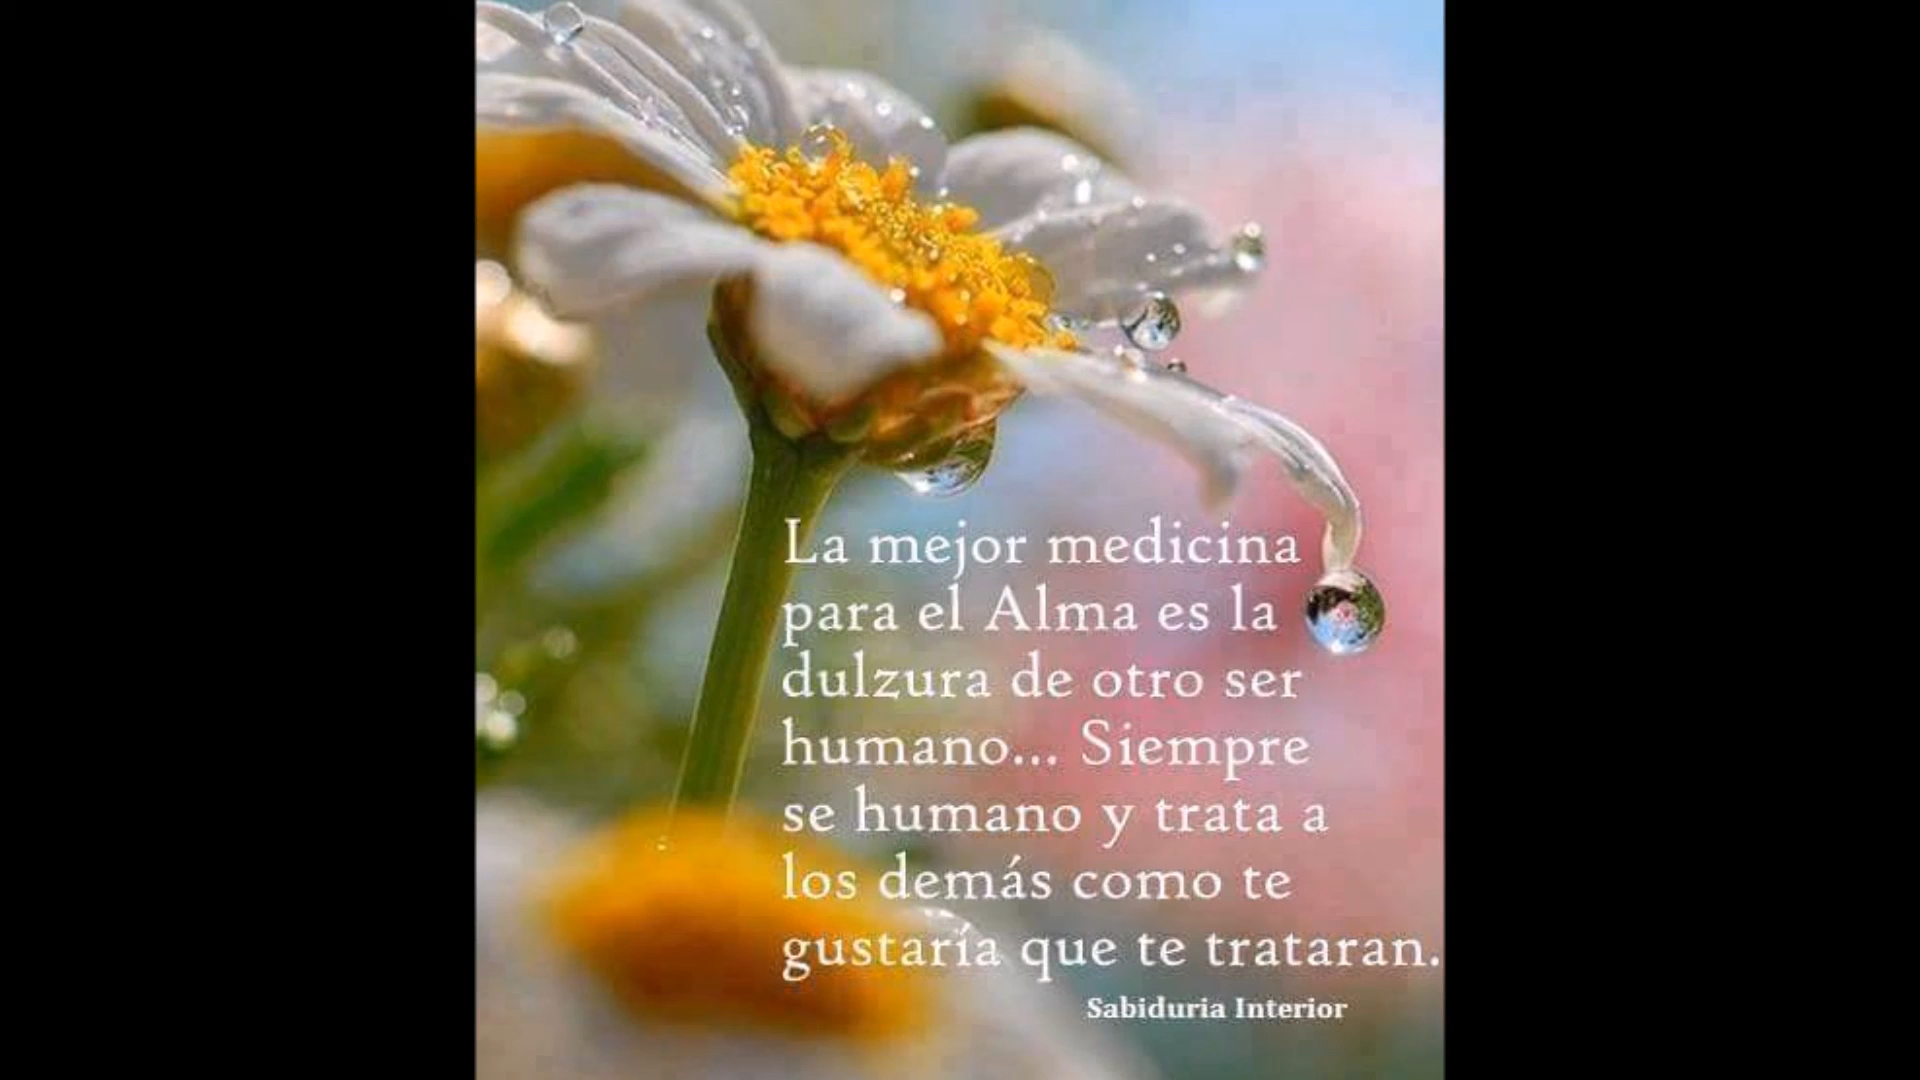 La mejor medicina
para el Alma es la
dulzura de otro ser
humano... Siempre
se humano y trata a
los demás como te
gustaría que te trataran.
Sabiduria Interior